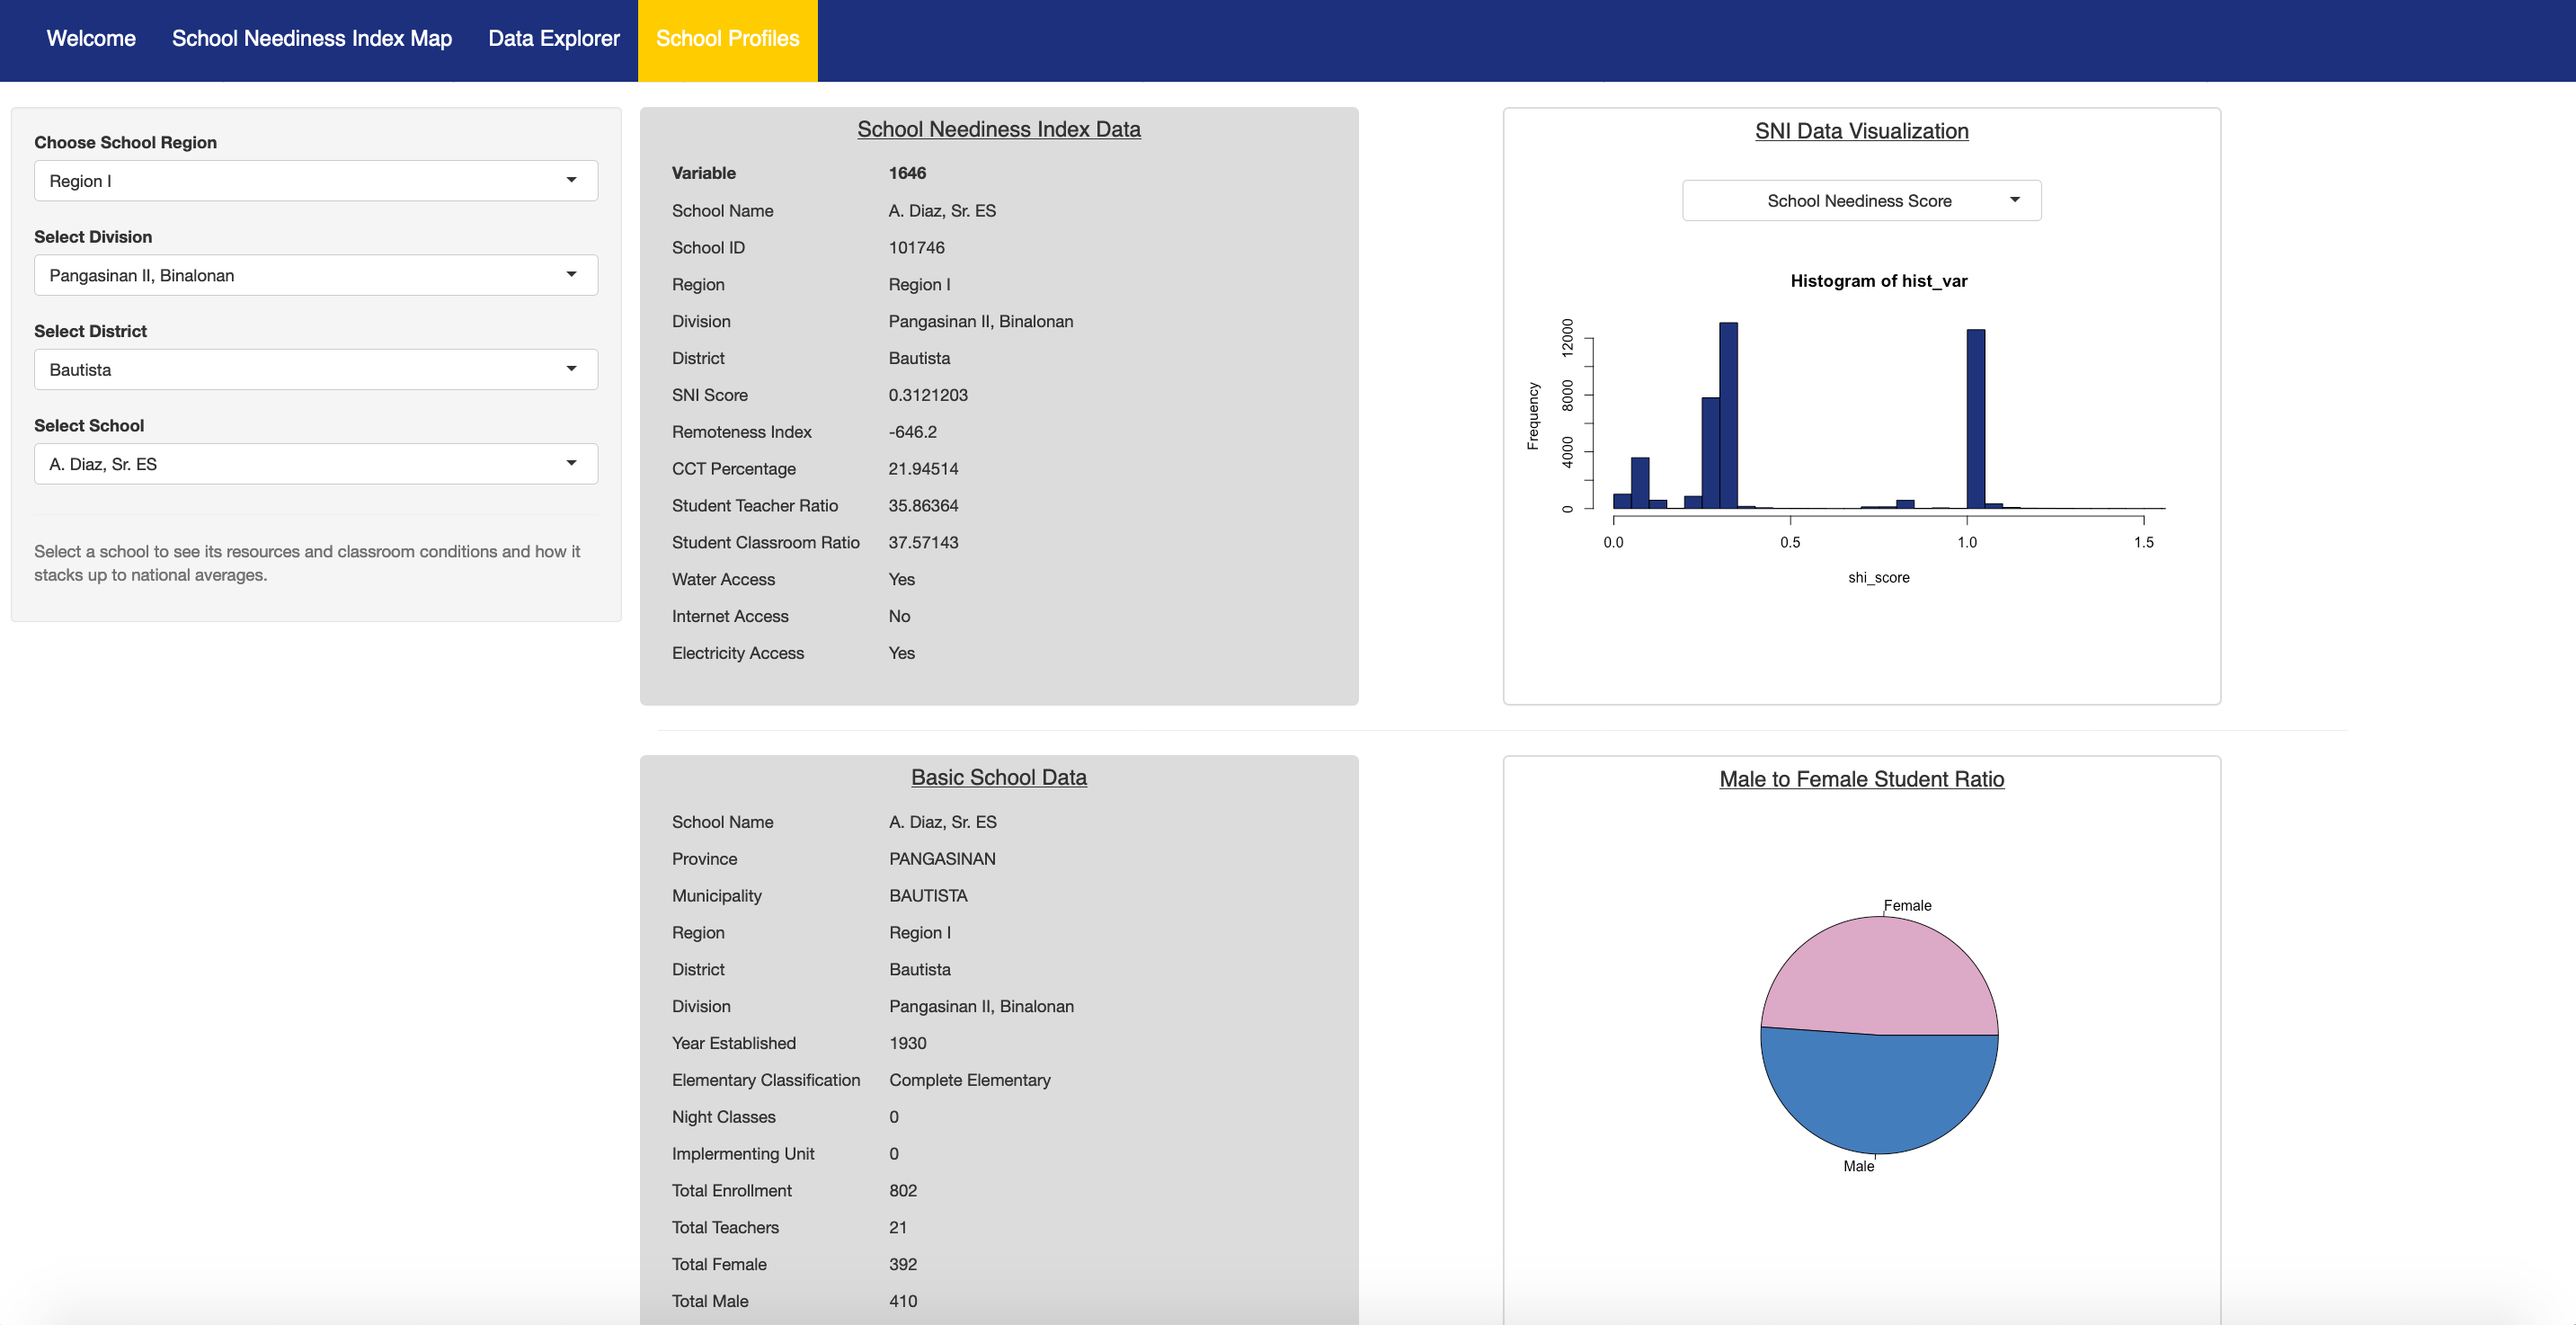 Welcome School Neediness Index Map Data Explorer School Profiles
Choose School Region
Region I
Select Division
Pangasinan II, Binalonan
Select District
Bautista
Select School
A. Diaz, Sr. ES
Select a school to see its resources and classroom conditions and how it
stacks up to national averages.
School Neediness Index Data
Variable 1646
School Name A. Diaz, Sr. ES
School ID 101746
Region Region I
Division Pangasinan II, Binalonan
District Bautista
SNI Score 0.3121203
Remoteness Index -646.2
CCT Percentage 21.94514
Student Teacher Ratio 35.86364
Student Classroom Ratio 37.57143
Water Access Yes
Internet Access No
Electricity Access Yes
SNI Data Visualization
School Neediness Score
Histogram of hist_var
Frequency
12000
8000
4000
0
0.0 0.5 1.0 1.5
shi_score
Basic School Data
School Name A. Diaz, Sr. ES
Province PANGASINAN
Municipality BAUTISTA
Region Region I
District Bautista
Division Pangasinan II, Binalonan
Year Established 1930
Elementary Classification Complete Elementary
Night Classes 0
Implermenting Unit 0
Total Enrollment 802
Total Teachers 21
Total Female 392
Total Male 410
Male to Female Student Ratio
Female
Male